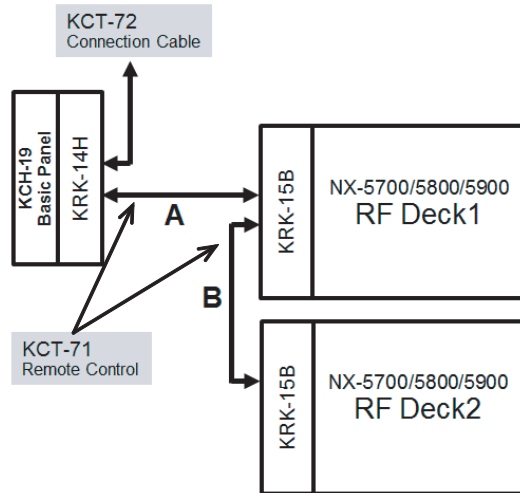 KCT-72
Connection Cable
KCH-19
Basic Panel
KRK-14H
A
KRK-15B
NX-5700/5800/5900
RF Deck1
B
KCT-71
Remote Control
KRK-15B
NX-5700/5800/5900
RF Deck2